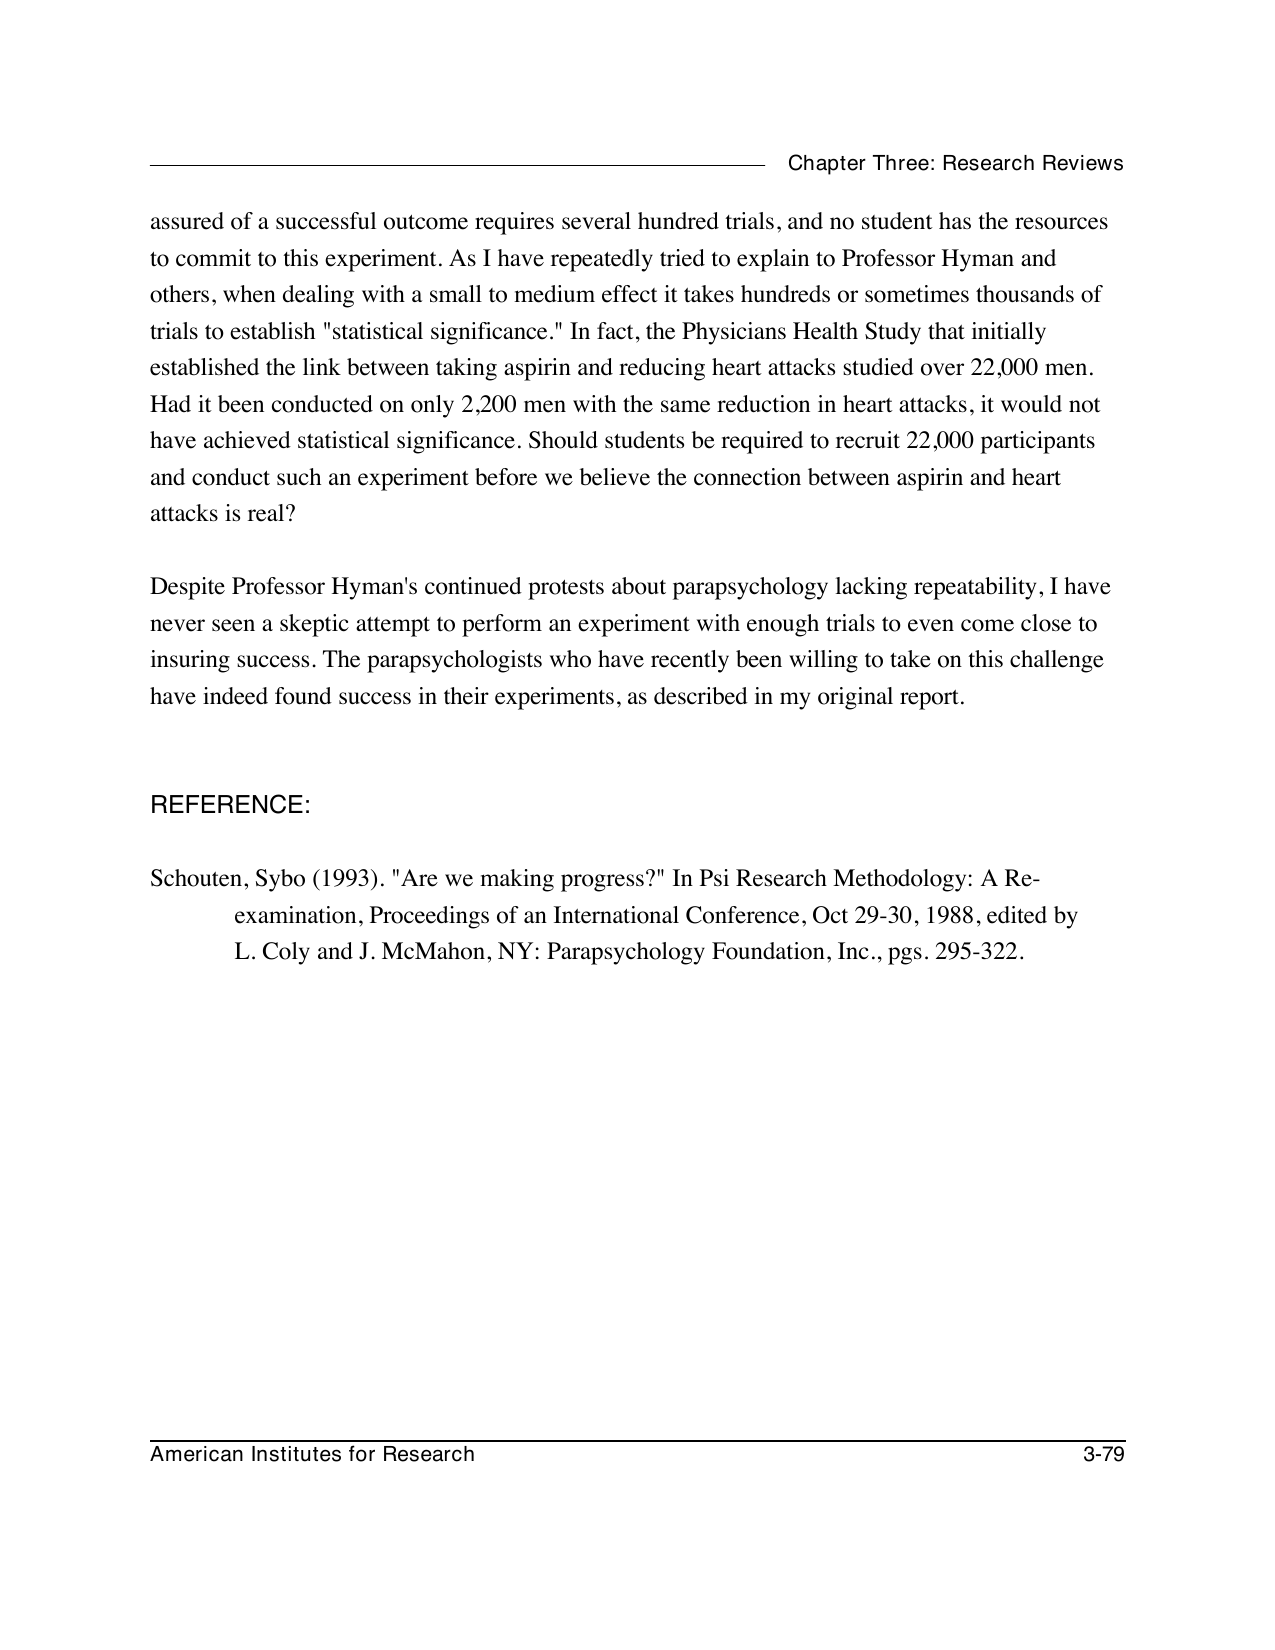 Chapter Three: Research Reviews
assured of a successful outcome requires several hundred trials, and no student has the resources
to commit to this experiment. As I have repeatedly tried to explain to Professor Hyman and
others, when dealing with a small to medium effect it takes hundreds or sometimes thousands of
trials to establish "statistical significance." In fact, the Physicians Health Study that initially
established the link between taking aspirin and reducing heart attacks studied over 22,000 men.
Had it been conducted on only 2,200 men with the same reduction in heart attacks, it would not
have achieved statistical significance. Should students be required to recruit 22,000 participants
and conduct such an experiment before we believe the connection between aspirin and heart
attacks is real?
Despite Professor Hyman's continued protests about parapsychology lacking repeatability, I have
never seen a skeptic attempt to perform an experiment with enough trials to even come close to
insuring success. The parapsychologists who have recently been willing to take on this challenge
have indeed found success in their experiments, as described in my original report.
REFERENCE:
Schouten, Sybo (1993). "Are we making progress?" In Psi Research Methodology: A Re-
examination, Proceedings of an International Conference, Oct 29-30, 1988, edited by
L. Coly and J. McMahon, NY: Parapsychology Foundation, Inc., pgs. 295-322.
American Institutes for Research 3-79